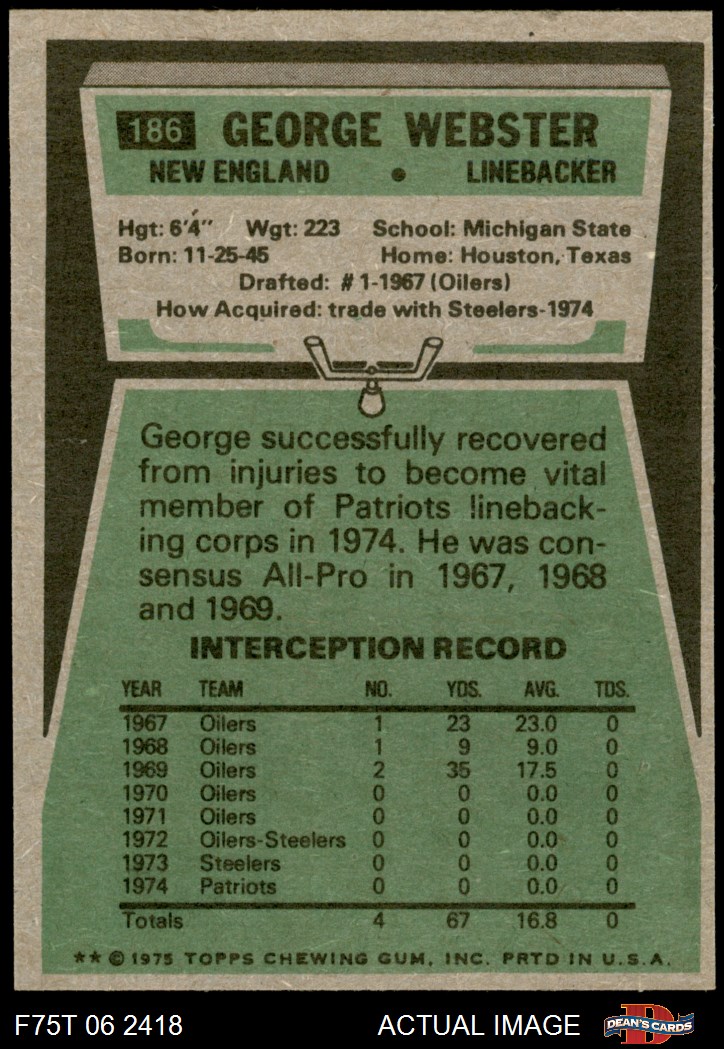 186 GEORGE WEBSTER
NEW ENGLAND • LINEBACKER
Hgt: 6'4" Wgt: 223 School: Michigan State
Born: 11-25-45 Home: Houston, Texas
Drafted: #1-1967 (Oilers)
How Acquired: trade with Steelers-1974
George successfully recovered
from injuries to become vital
member of Patriots lineback-
ing corps in 1974. He was con-
sensus All-Pro in 1967, 1968
and 1969.
INTERCEPTION RECORD
YEAR TEAM NO. YDS. AVG. TDS.
1967 Oilers 1 23 23.0 0
1968 Oilers 1 9 9.0 0
1969 Oilers 2 35 17.5 0
1970 Oilers 0 0 0.0 0
1971 Oilers 0 0 0.0 0
1972 Oilers-Steelers 0 0 0.0 0
1973 Steelers 0 0 0.0 0
1974 Patriots 0 0 0.0 0
Totals 4 67 16.8 0
** © 1975 TOPPS CHEWING GUM, INC. PRTD IN U.S.A.
F75T 06 2418 ACTUAL IMAGE D DEAN'S CARDS